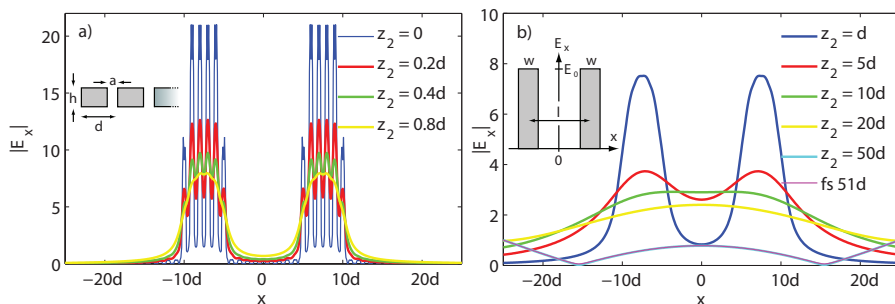 a)
z₂ = 0
z₂ = 0.2d
z₂ = 0.4d
z₂ = 0.8d
a
h
d
|Eₓ|
20
15
10
5
0
−20d
−10d
0
10d
20d
x
b)
z₂ = d
z₂ = 5d
z₂ = 10d
z₂ = 20d
z₂ = 50d
fs 51d
Eₓ
w
E₀
w
l
x
0
|Eₓ|
10
8
6
4
2
0
−20d
−10d
0
10d
20d
x